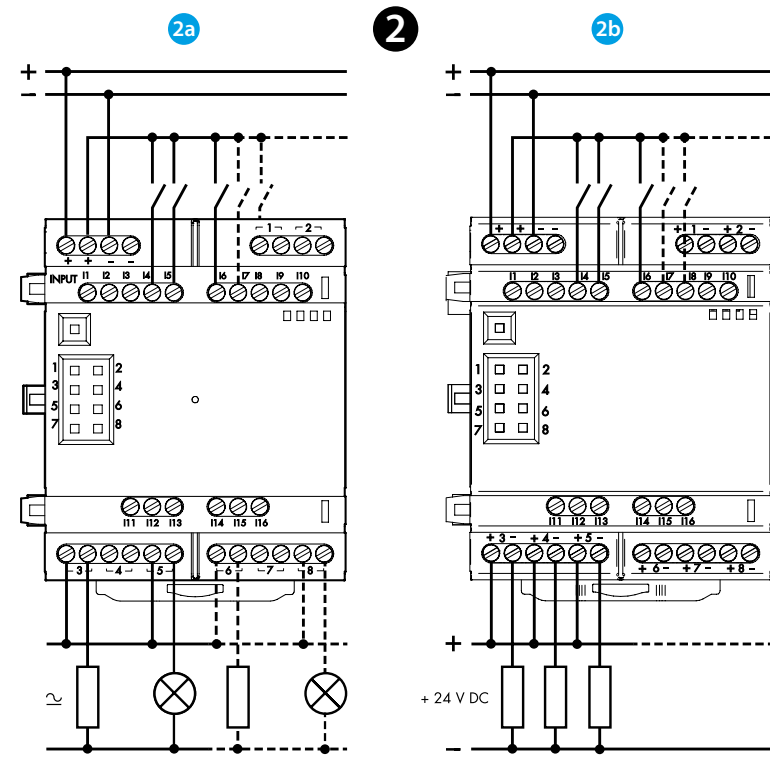 2
2a
2b
+
−
1 2
+ + − −
INPUT I1 I2 I3 I4 I5 I6 I7 I8 I9 I10
1 2
3 4
5 6
7 8
I11 I12 I13 I14 I15 I16
3 4 5 6 7 8
≃
+
−
+ + − − + 1 − + 2 −
I1 I2 I3 I4 I5 I6 I7 I8 I9 I10
1 2
3 4
5 6
7 8
I11 I12 I13 I14 I15 I16
+ 3 − + 4 − + 5 −
+ 6 − + 7 − + 8 −
+
+ 24 V DC
−